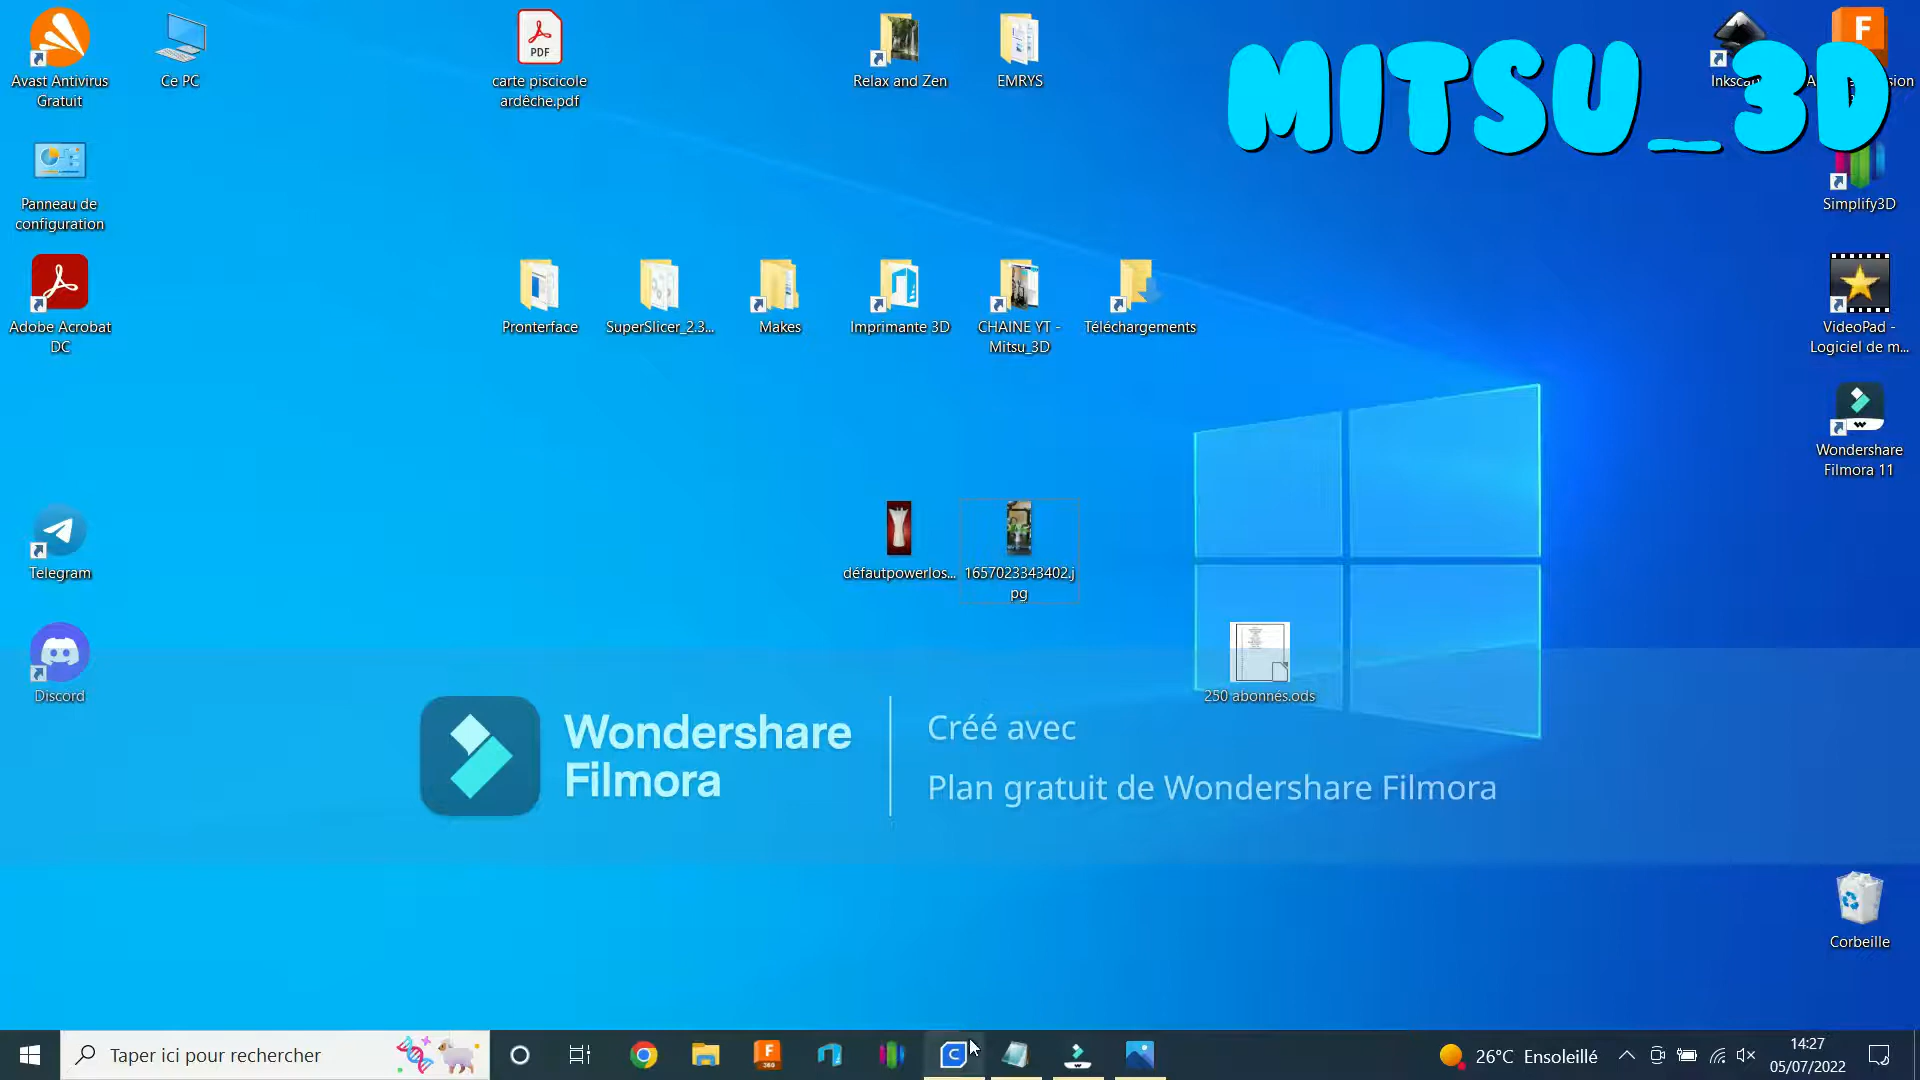 MITSU_3D
Avast Antivirus
Gratuit
Ce PC
PDF
carte piscicole
ardêche.pdf
Relax and Zen
EMRYS
F
Panneau de
configuration
Simplify3D
Adobe Acrobat
DC
Pronterface
SuperSlicer_2.3...
Makes
Imprimante 3D
CHAINE YT -
Mitsu_3D
Téléchargements
VideoPad -
Logiciel de m...
Wondershare
Filmora 11
Telegram
défautpowerlos...
1657023343402.j
pg
Discord
250 abonnés.ods
Wondershare
Filmora
Créé avec
Plan gratuit de Wondershare Filmora
Corbeille
Taper ici pour rechercher
F
360
C
26°C Ensoleillé
14:27
05/07/2022